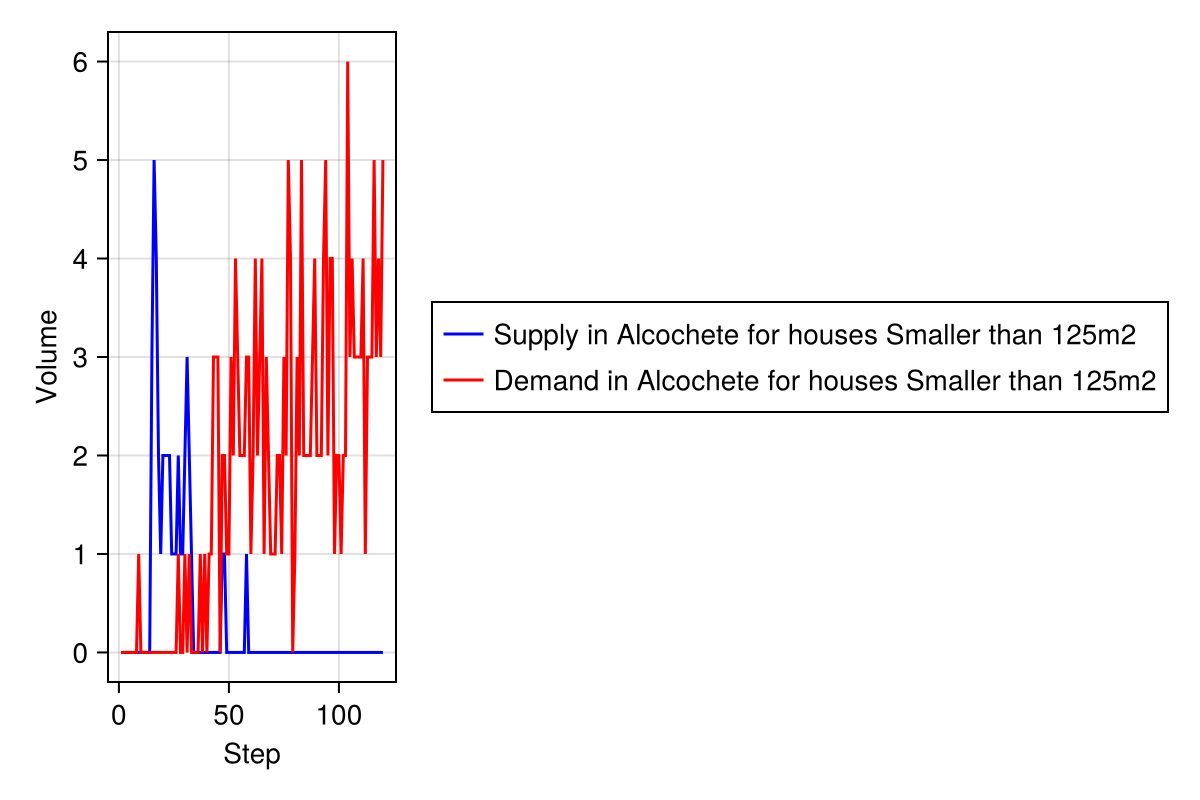 6
5
4
3
2
1
0
Volume
0 50 100
Step
Supply in Alcochete for houses Smaller than 125m2
Demand in Alcochete for houses Smaller than 125m2